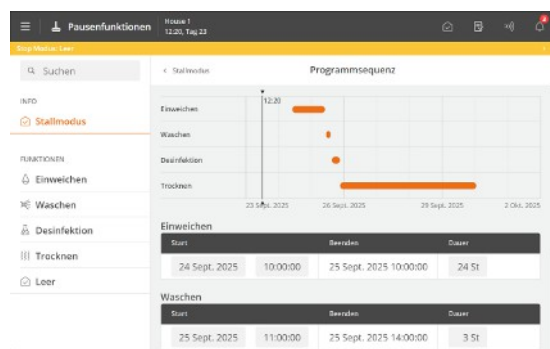 Pausenfunktionen
House 1
12:20, Tag 23
3
Stop Modus: Leer
Suchen
INFO
Stallmodus
FUNKTIONEN
Einweichen
Waschen
Desinfektion
Trocknen
Leer
< Stallmodus
Programmsequenz
12:20
Einweichen
Waschen
Desinfektion
Trocknen
23 Sept. 2025 26 Sept. 2025 29 Sept. 2025 2 Okt. 2025
Einweichen
Start Beenden Dauer
24 Sept. 2025 10:00:00 25 Sept. 2025 10:00:00 24 St
Waschen
Start Beenden Dauer
25 Sept. 2025 11:00:00 25 Sept. 2025 14:00:00 3 St